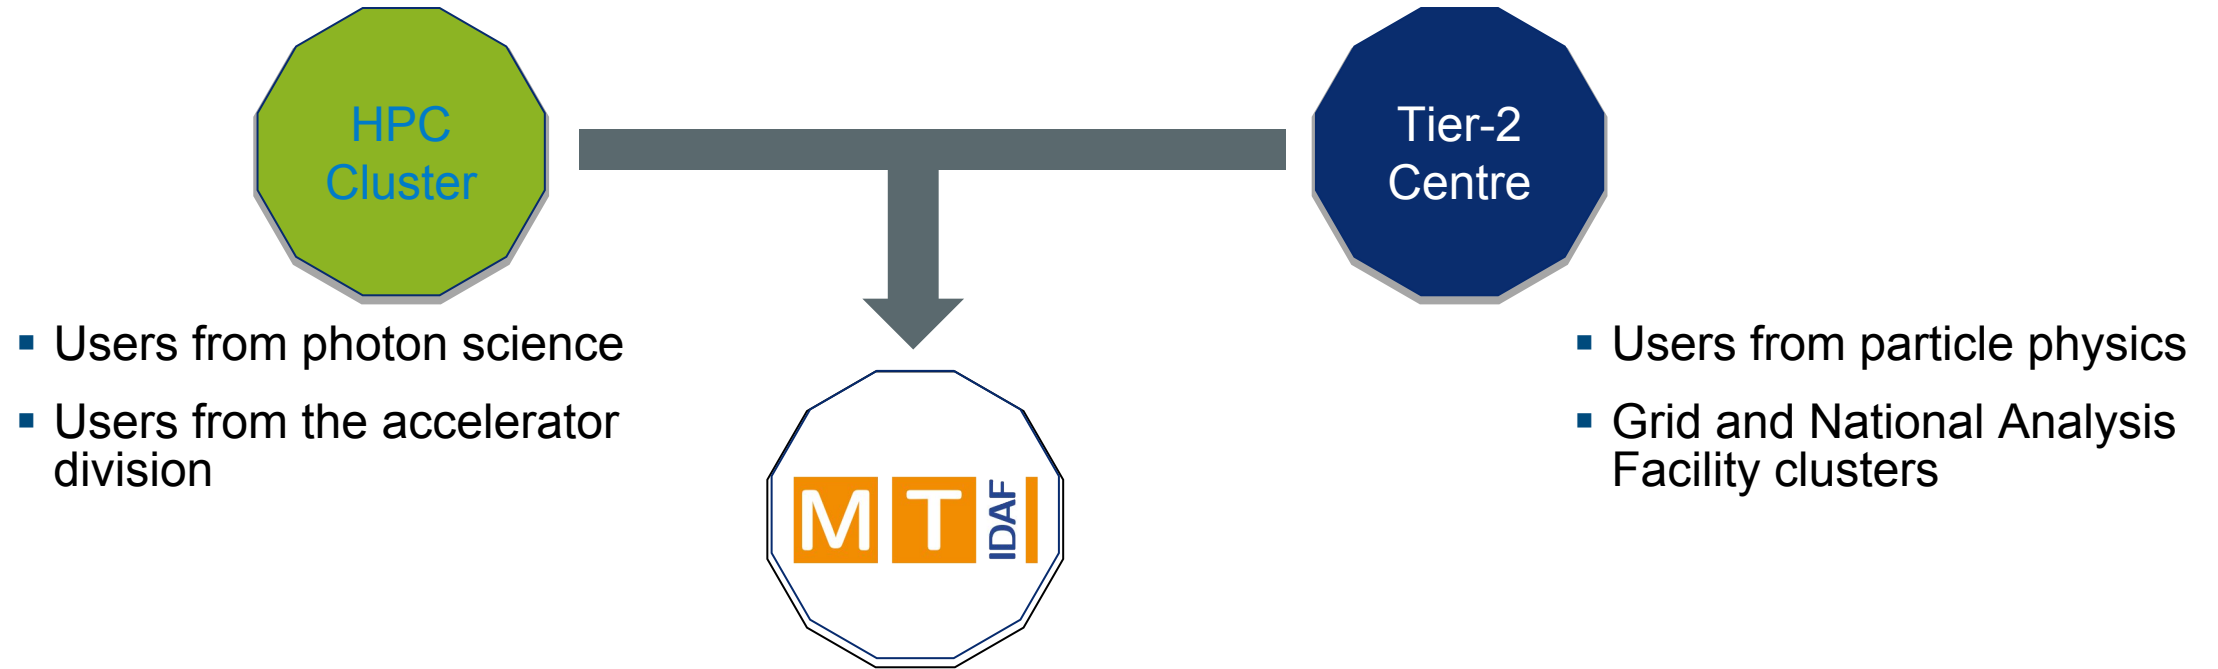 HPC
Cluster
Tier-2
Centre
▪ Users from photon science
▪ Users from the accelerator
division
▪ Users from particle physics
▪ Grid and National Analysis
Facility clusters
MT
IDAF